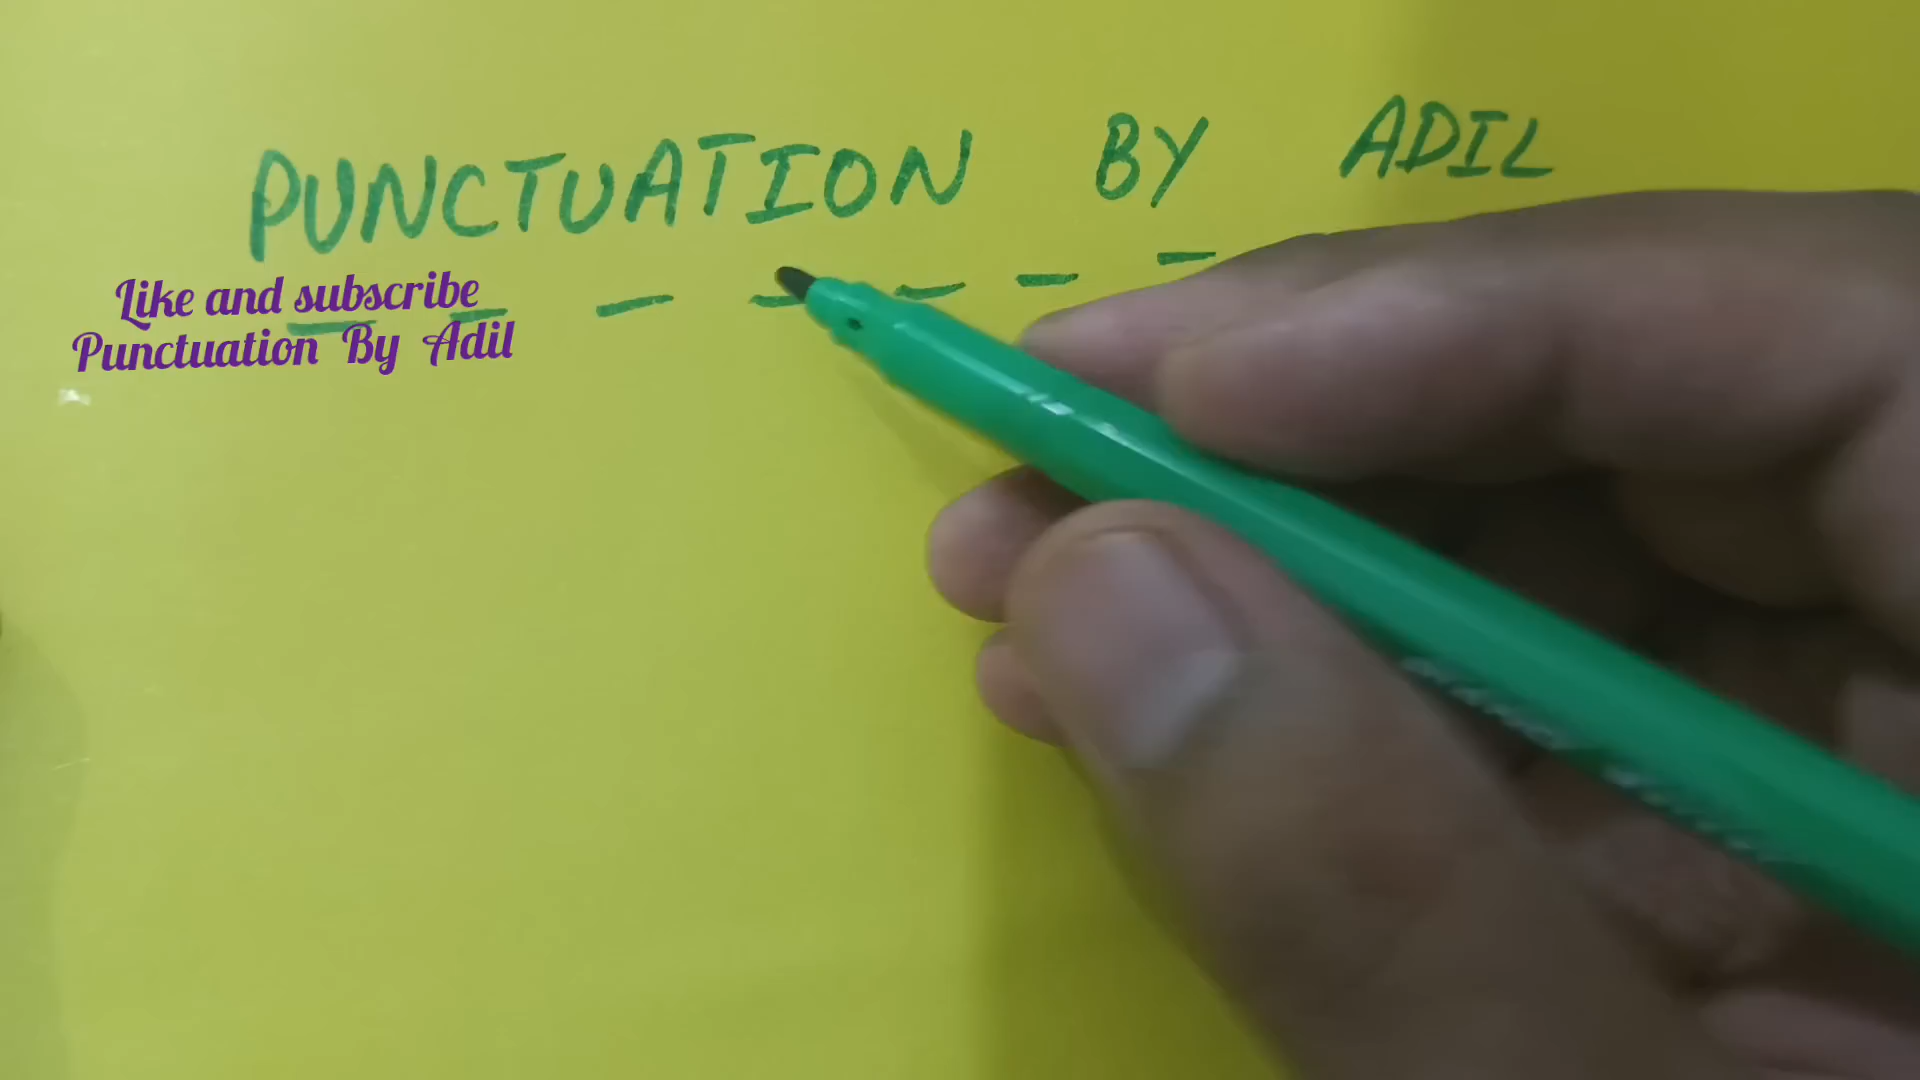 PUNCTUATION BY ADIL
Like and subscribe
Punctuation By Adil